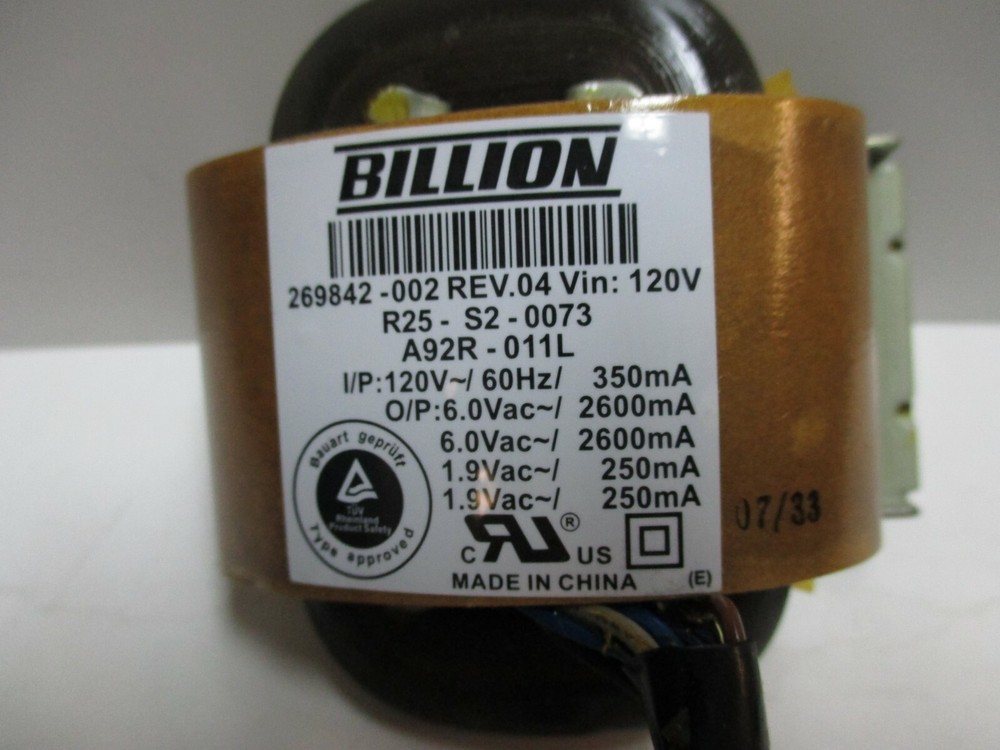 BILLION
269842-002 REV.04 Vin: 120V
R25 - S2 - 0073
A92R - 011L
I/P:120V~/ 60Hz/ 350mA
O/P:6.0Vac~/ 2600mA
6.0Vac~/ 2600mA
1.9Vac~/ 250mA
1.9Vac~/ 250mA
Bauart geprüft
TÜV
Rheinland
Product Safety
Type approved
C RU ® US
MADE IN CHINA (E)
07/33